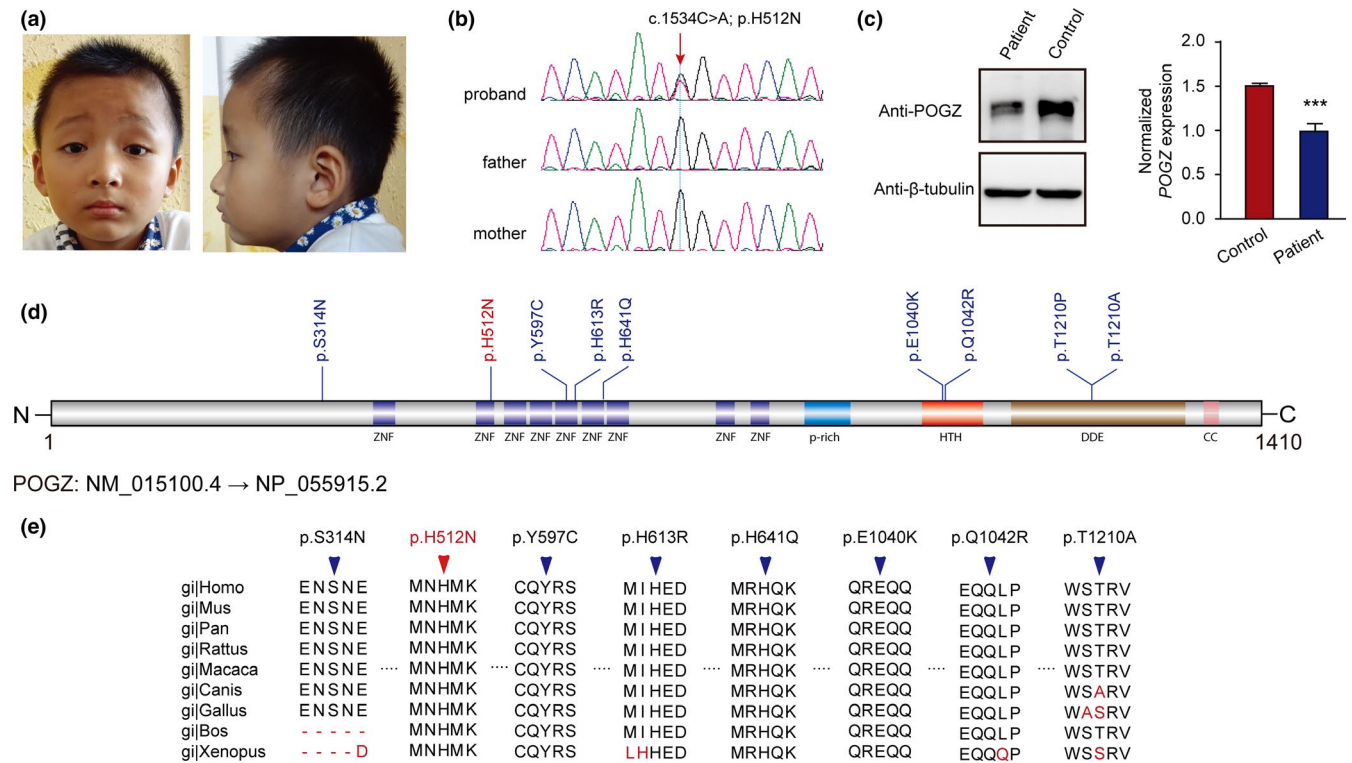 (a)
(b)
c.1534C>A; p.H512N
proband
father
mother
(c)
Patient
Control
Anti-POGZ
Anti-β-tubulin
Normalized
POGZ expression
2.0
1.5
1.0
0.5
0.0
***
Control
Patient
(d)
p.S314N
p.H512N
p.Y597C
p.H613R
p.H641Q
p.E1040K
p.Q1042R
p.T1210P
p.T1210A
N
C
1
1410
ZNF ZNF ZNF ZNF ZNF ZNF ZNF ZNF ZNF p-rich HTH DDE CC
POGZ: NM_015100.4 → NP_055915.2
(e)
p.S314N p.H512N p.Y597C p.H613R p.H641Q p.E1040K p.Q1042R p.T1210A
gi|Homo ENSNE MNHMK CQYRS MIHED MRHQK QREQQ EQQLP WSTRV
gi|Mus ENSNE MNHMK CQYRS MIHED MRHQK QREQQ EQQLP WSTRV
gi|Pan ENSNE MNHMK CQYRS MIHED MRHQK QREQQ EQQLP WSTRV
gi|Rattus ENSNE MNHMK CQYRS MIHED MRHQK QREQQ EQQLP WSTRV
gi|Macaca ENSNE .... MNHMK .... CQYRS .... MIHED .... MRHQK .... QREQQ .... EQQLP .... WSTRV
gi|Canis ENSNE MNHMK CQYRS MIHED MRHQK QREQQ EQQLP WSARV
gi|Gallus ENSNE MNHMK CQYRS MIHED MRHQK QREQQ EQQLP WASRV
gi|Bos ----- MNHMK CQYRS MIHED MRHQK QREQQ EQQLP WSTRV
gi|Xenopus ----D MNHMK CQYRS LHHED MRHQK QREQQ EQQQP WSSRV